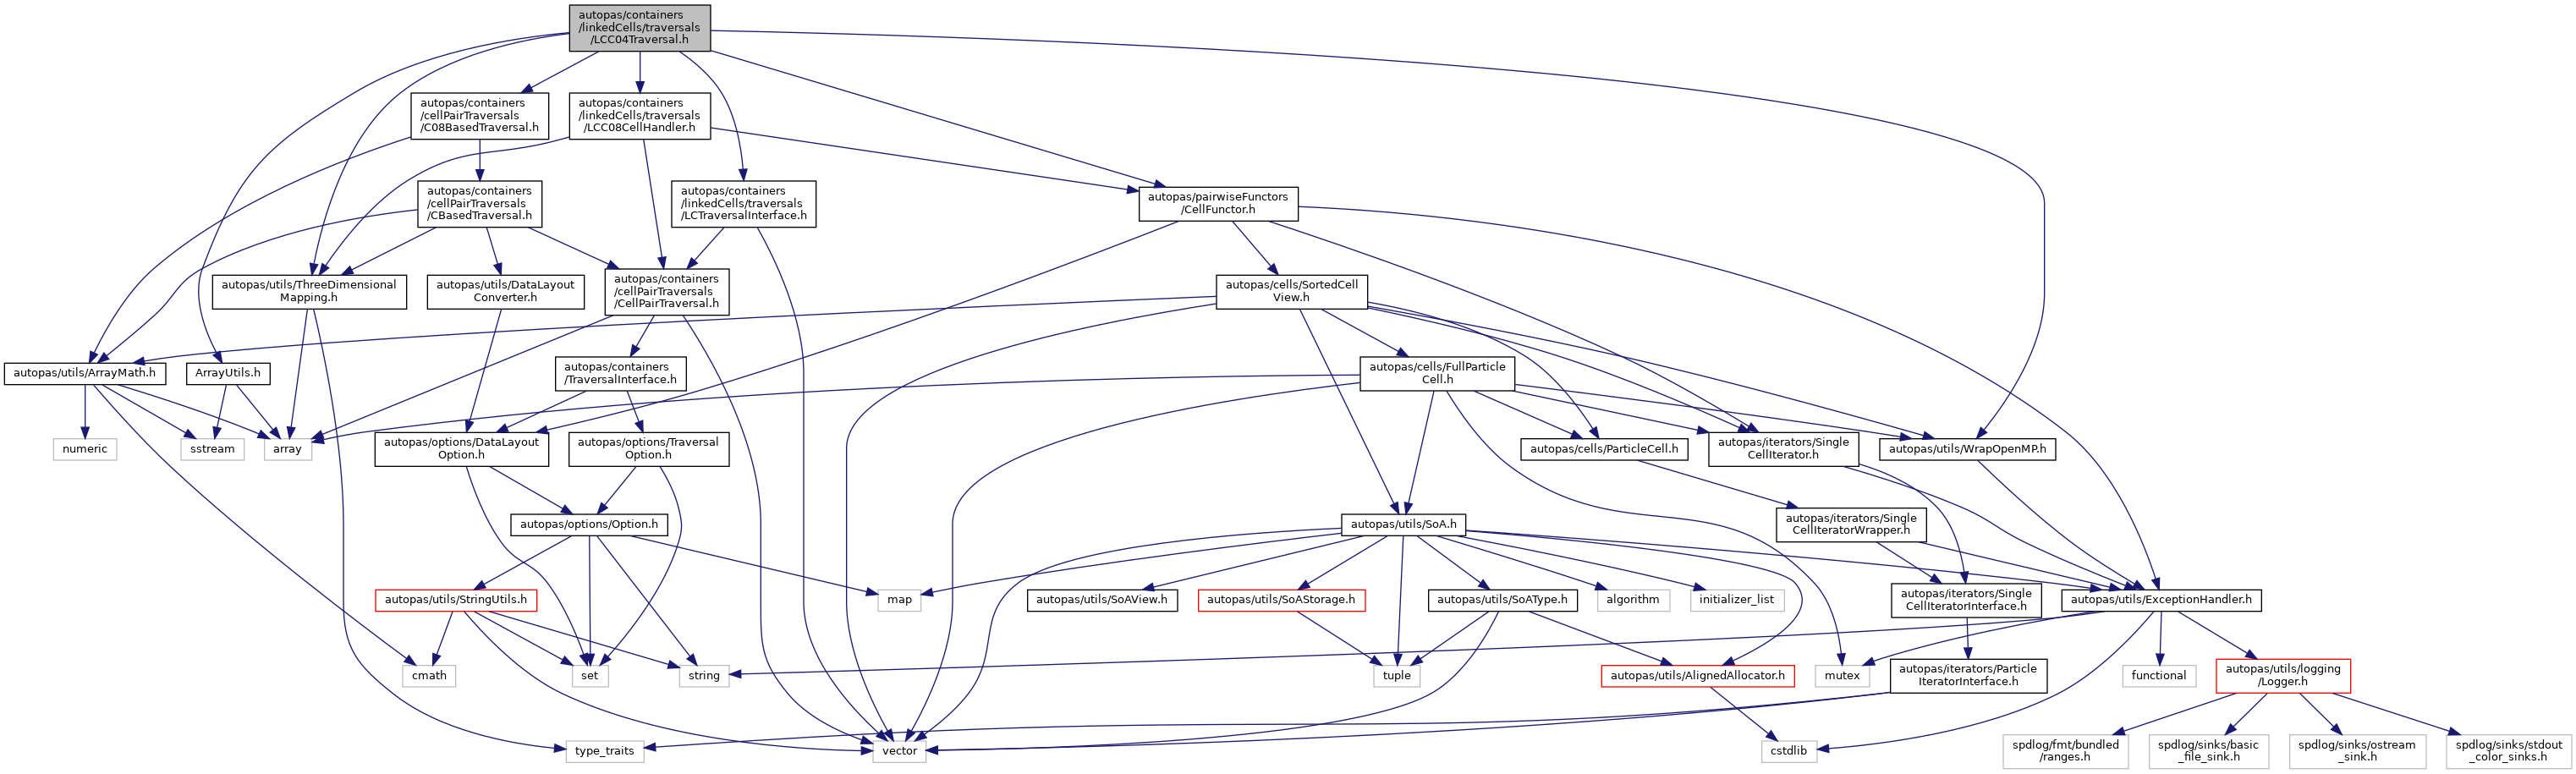 autopas/containers
/linkedCells/traversals
/LCC04Traversal.h
autopas/containers
/cellPairTraversals
/C08BasedTraversal.h
autopas/containers
/linkedCells/traversals
/LCC08CellHandler.h
autopas/containers
/cellPairTraversals
/CBasedTraversal.h
autopas/containers
/linkedCells/traversals
/LCTraversalInterface.h
autopas/pairwiseFunctors
/CellFunctor.h
autopas/utils/ThreeDimensional
Mapping.h
autopas/utils/DataLayout
Converter.h
autopas/containers
/cellPairTraversals
/CellPairTraversal.h
autopas/cells/SortedCell
View.h
autopas/utils/ArrayMath.h
ArrayUtils.h
autopas/containers
/TraversalInterface.h
autopas/cells/FullParticle
Cell.h
numeric
sstream
array
autopas/options/DataLayout
Option.h
autopas/options/Traversal
Option.h
autopas/cells/ParticleCell.h
autopas/iterators/Single
CellIterator.h
autopas/utils/WrapOpenMP.h
autopas/options/Option.h
autopas/utils/SoA.h
autopas/iterators/Single
CellIteratorWrapper.h
autopas/utils/StringUtils.h
map
autopas/utils/SoAView.h
autopas/utils/SoAStorage.h
autopas/utils/SoAType.h
algorithm
initializer_list
autopas/iterators/Single
CellIteratorInterface.h
autopas/utils/ExceptionHandler.h
cmath
set
string
tuple
autopas/utils/AlignedAllocator.h
mutex
autopas/iterators/Particle
IteratorInterface.h
functional
autopas/utils/logging
/Logger.h
type_traits
vector
cstdlib
spdlog/fmt/bundled
/ranges.h
spdlog/sinks/basic
_file_sink.h
spdlog/sinks/ostream
_sink.h
spdlog/sinks/stdout
_color_sinks.h